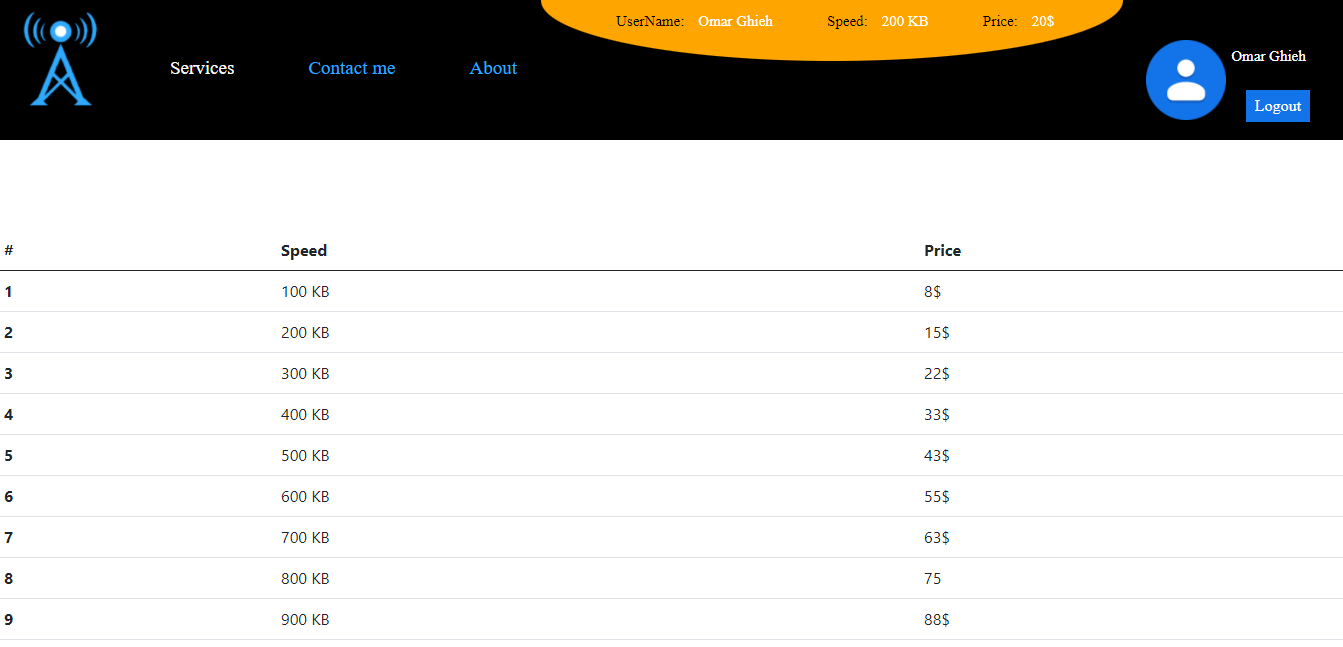 UserName: Omar Ghieh Speed: 200 KB Price: 20$
Services Contact me About
Omar Ghieh
Logout
# Speed Price
1 100 KB 8$
2 200 KB 15$
3 300 KB 22$
4 400 KB 33$
5 500 KB 43$
6 600 KB 55$
7 700 KB 63$
8 800 KB 75
9 900 KB 88$